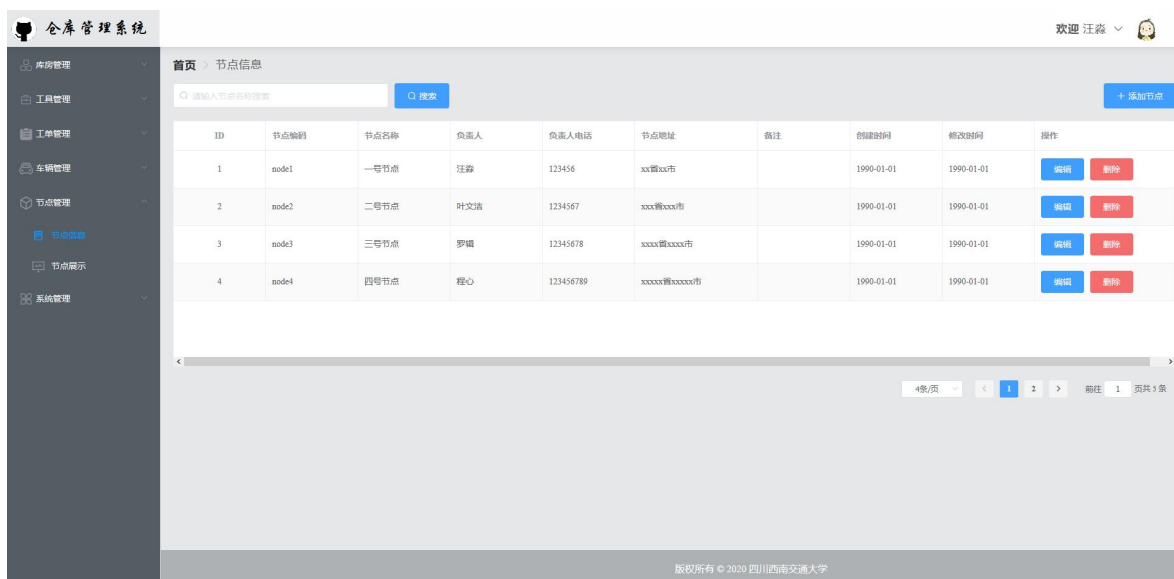 仓库管理系统
欢迎 汪淼
库房管理
工具管理
工单管理
车辆管理
节点管理
节点信息
节点展示
系统管理
首页 > 节点信息
请输入节点名称搜索 搜索 + 添加节点
ID 节点编码 节点名称 负责人 负责人电话 节点地址 备注 创建时间 修改时间 操作
1 node1 一号节点 汪淼 123456 xx省xx市 1990-01-01 1990-01-01 编辑 删除
2 node2 二号节点 叶文洁 1234567 xxx省xxx市 1990-01-01 1990-01-01 编辑 删除
3 node3 三号节点 罗辑 12345678 xxxx省xxxx市 1990-01-01 1990-01-01 编辑 删除
4 node4 四号节点 程心 123456789 xxxxx省xxxxx市 1990-01-01 1990-01-01 编辑 删除
4条/页 < 1 2 > 前往 1 页共 5 条
版权所有 © 2020 四川西南交通大学